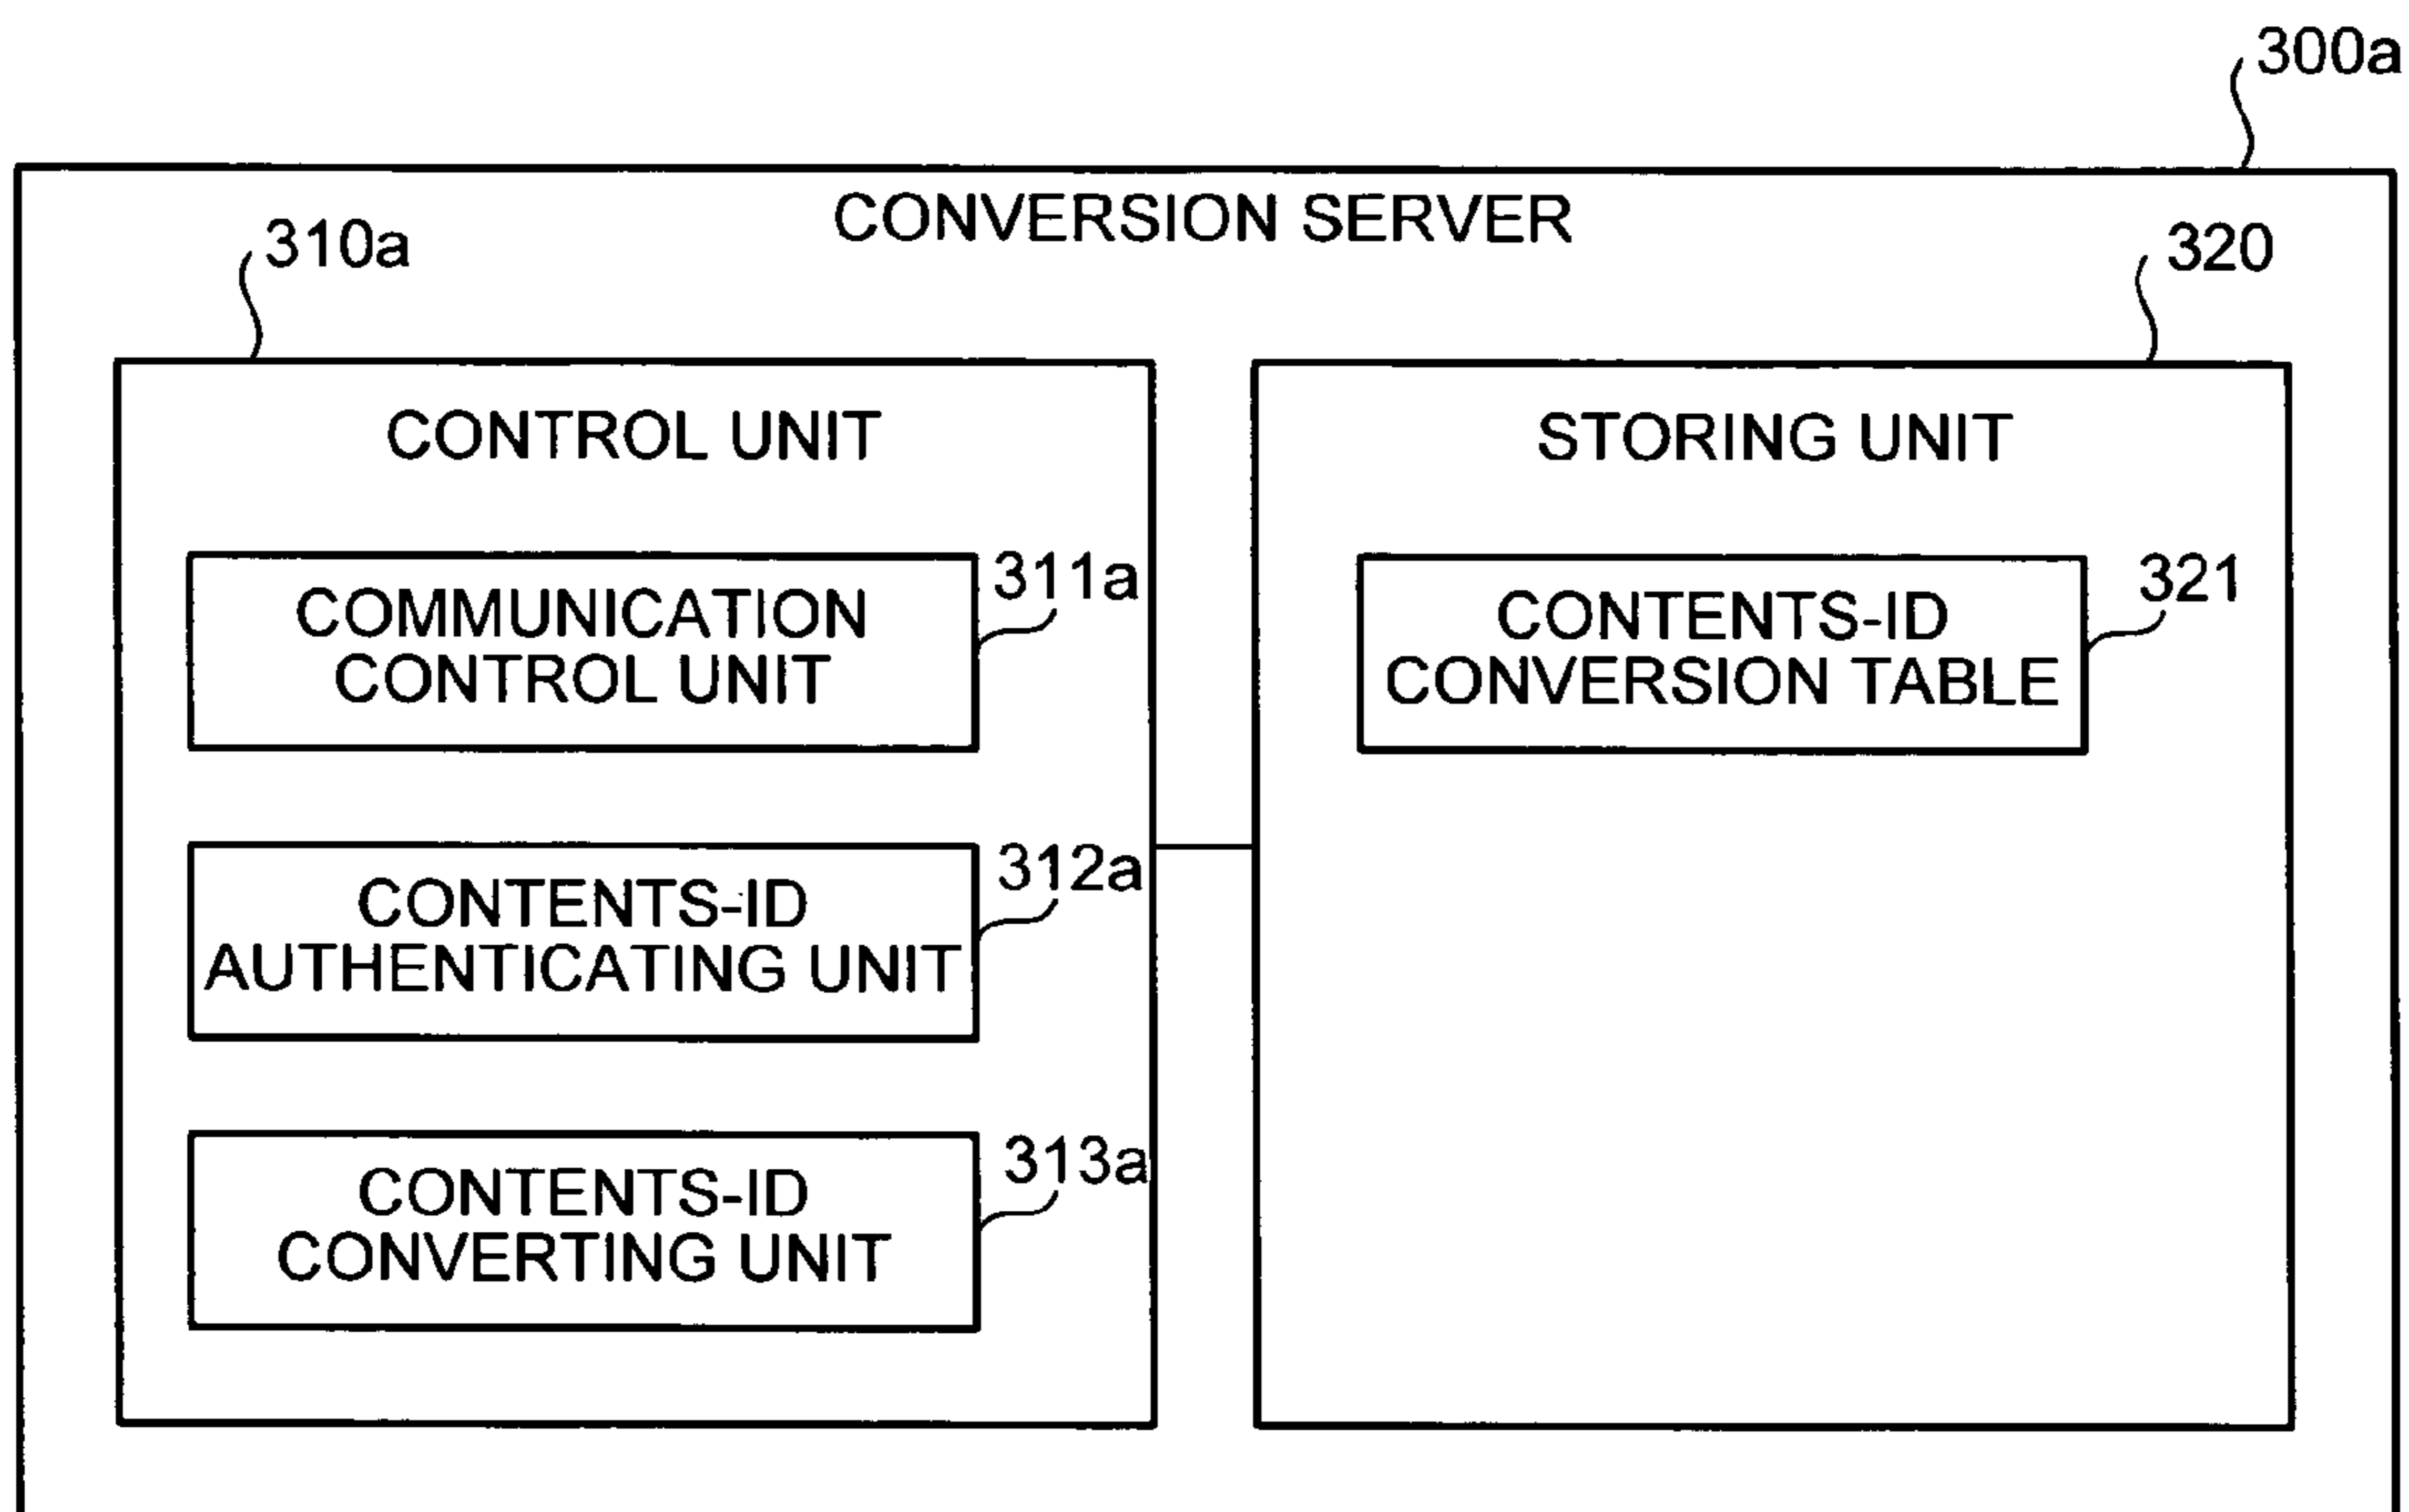 300a
CONVERSION SERVER
310a
320
CONTROL UNIT
STORING UNIT
311a
COMMUNICATION
CONTROL UNIT
321
CONTENTS-ID
CONVERSION TABLE
312a
CONTENTS-ID
AUTHENTICATING UNIT
313a
CONTENTS-ID
CONVERTING UNIT